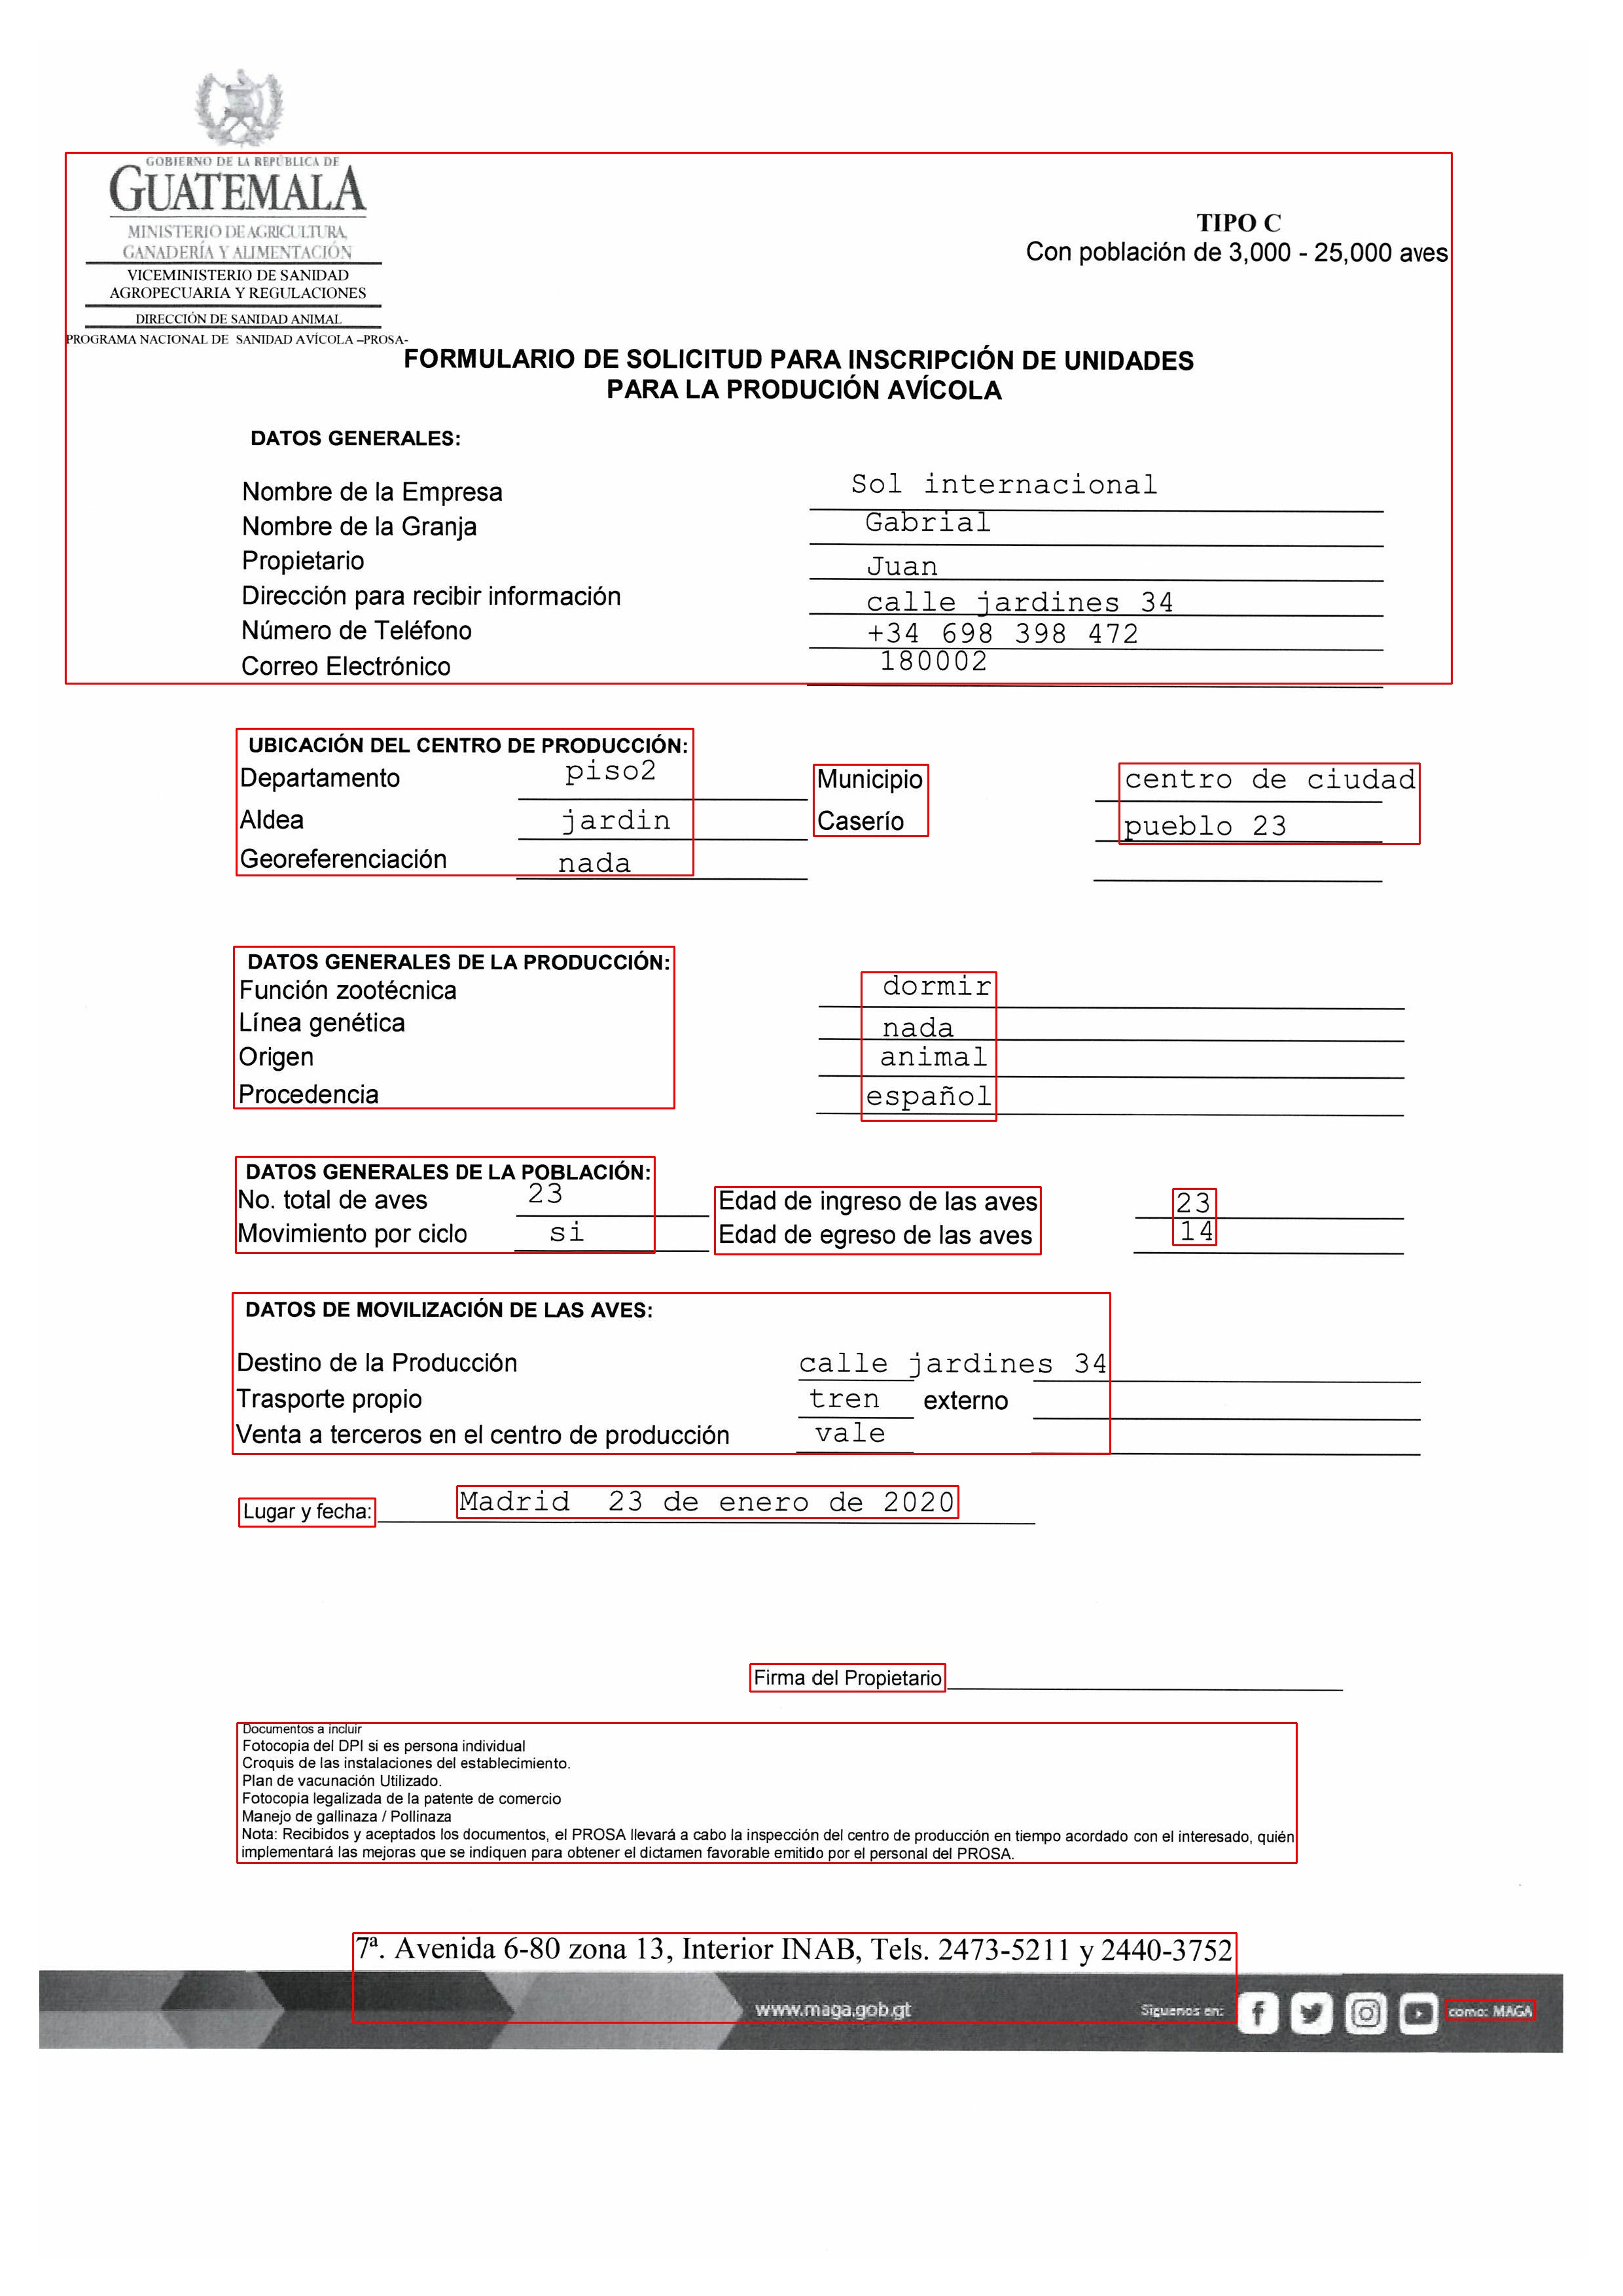 GOBIERNO DE LA REPÚBLICA DE
GUATEMALA
MINISTERIO DE AGRICULTURA,
GANADERÍA Y ALIMENTACIÓN
VICEMINISTERIO DE SANIDAD
AGROPECUARIA Y REGULACIONES
DIRECCIÓN DE SANIDAD ANIMAL
PROGRAMA NACIONAL DE SANIDAD AVÍCOLA –PROSA-
TIPO C
Con población de 3,000 - 25,000 aves
FORMULARIO DE SOLICITUD PARA INSCRIPCIÓN DE UNIDADES
PARA LA PRODUCIÓN AVÍCOLA
DATOS GENERALES:
Nombre de la Empresa Sol internacional
Nombre de la Granja Gabrial
Propietario Juan
Dirección para recibir información calle jardines 34
Número de Teléfono +34 698 398 472
Correo Electrónico 180002
UBICACIÓN DEL CENTRO DE PRODUCCIÓN:
Departamento piso2 Municipio centro de ciudad
Aldea jardin Caserío pueblo 23
Georeferenciación nada
DATOS GENERALES DE LA PRODUCCIÓN:
Función zootécnica dormir
Línea genética nada
Origen animal
Procedencia español
DATOS GENERALES DE LA POBLACIÓN:
No. total de aves 23 Edad de ingreso de las aves 23
Movimiento por ciclo si Edad de egreso de las aves 14
DATOS DE MOVILIZACIÓN DE LAS AVES:
Destino de la Producción calle jardines 34
Trasporte propio tren externo
Venta a terceros en el centro de producción vale
Lugar y fecha: Madrid 23 de enero de 2020
Firma del Propietario
Documentos a incluir
Fotocopia del DPI si es persona individual
Croquis de las instalaciones del establecimiento.
Plan de vacunación Utilizado.
Fotocopia legalizada de la patente de comercio
Manejo de gallinaza / Pollinaza
Nota: Recibidos y aceptados los documentos, el PROSA llevará a cabo la inspección del centro de producción en tiempo acordado con el interesado, quién
implementará las mejoras que se indiquen para obtener el dictamen favorable emitido por el personal del PROSA.
7ª. Avenida 6-80 zona 13, Interior INAB, Tels. 2473-5211 y 2440-3752
www.maga.gob.gt Síguenos en: como: MAGA